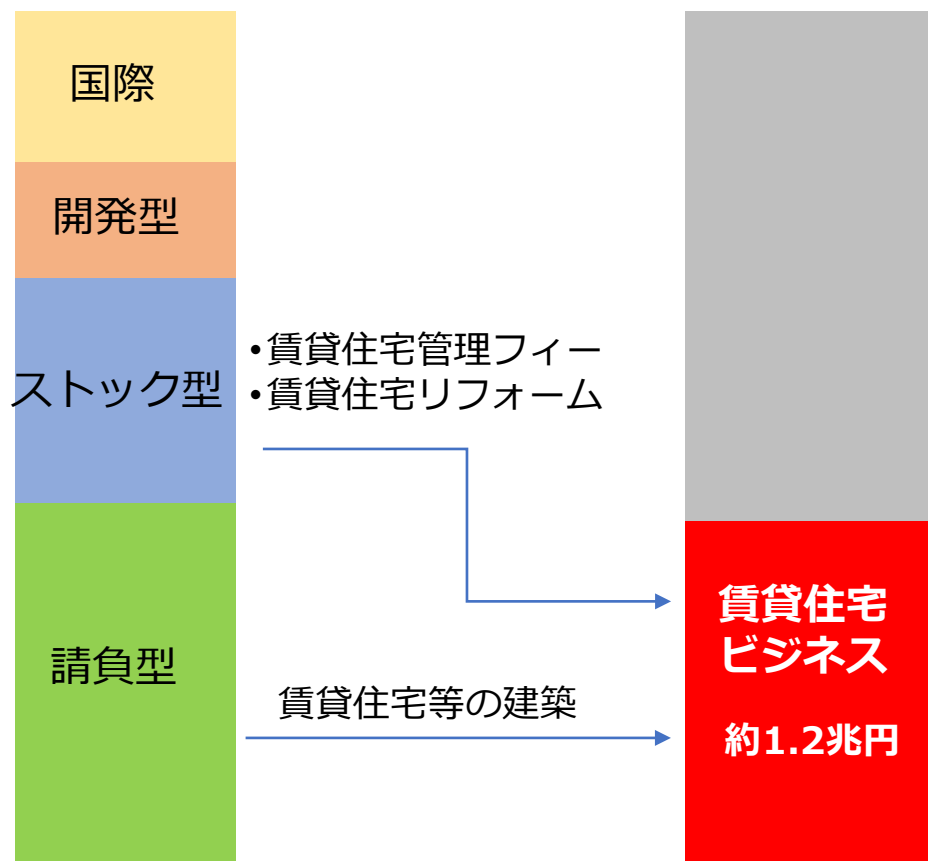 国際
開発型
ストック型
•賃貸住宅管理フィー
•賃貸住宅リフォーム
請負型
賃貸住宅等の建築
賃貸住宅
ビジネス
約1.2兆円